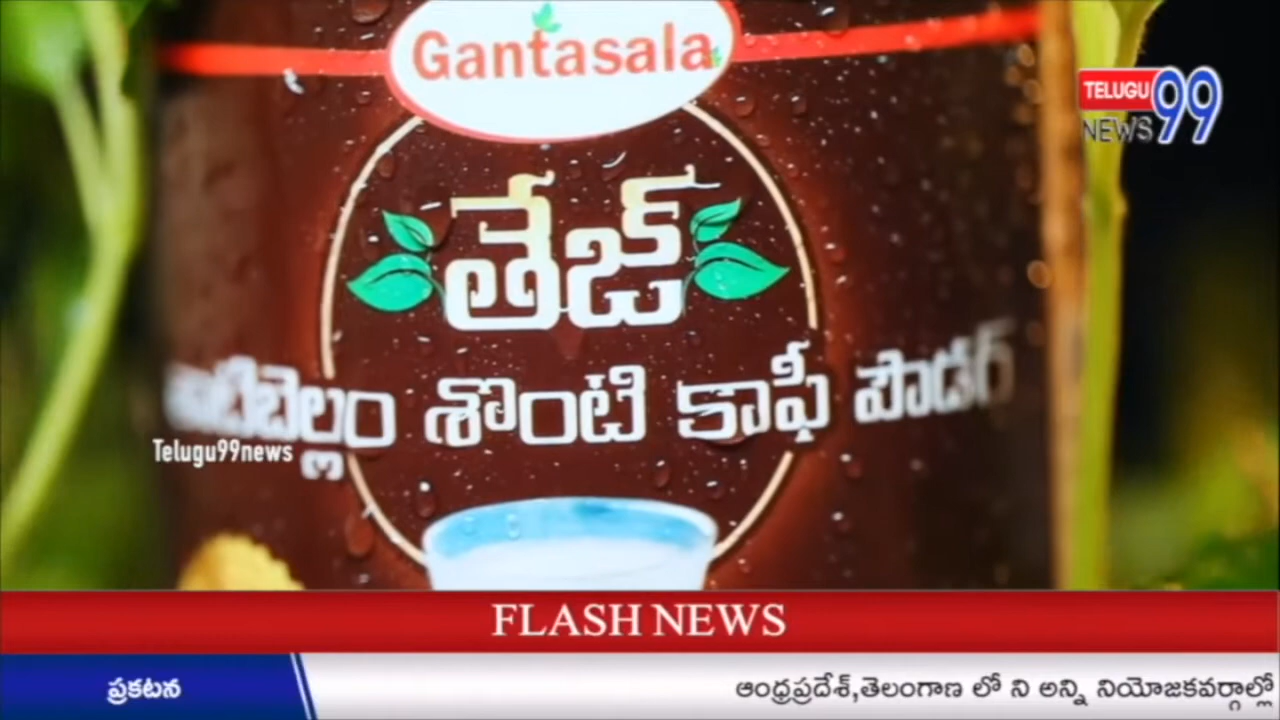 Gantasala
TELUGU
NEWS 99
తేజ్
శొంటి కాఫీ పౌడర్
Telugu99news
FLASH NEWS
ప్రకటన
ఆంధ్రప్రదేశ్,తెలంగాణ లో ని అన్ని నియోజకవర్గాల్లో